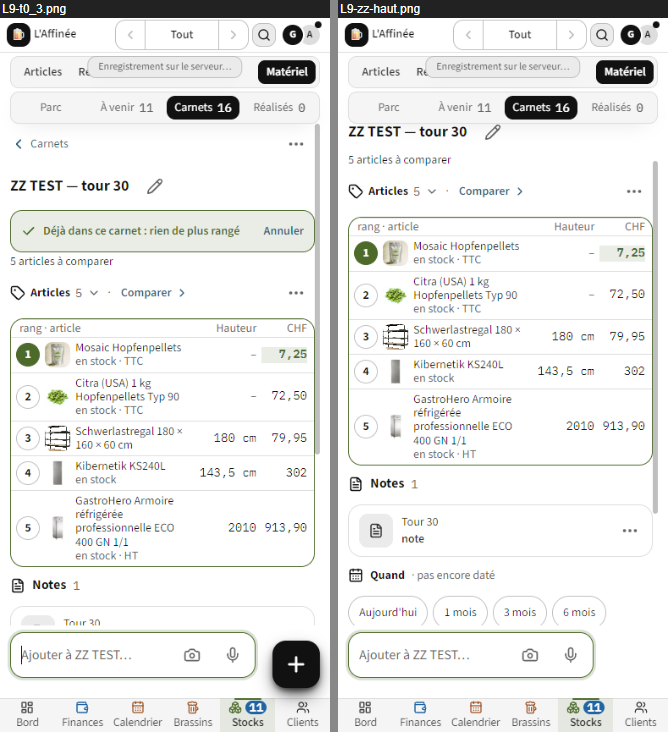 L9-t0_3.png
L'Affinée
Tout
G A
Articles
Enregistrement sur le serveur…
Matériel
Parc
À venir 11
Carnets 16
Réalisés 0
Carnets
ZZ TEST — tour 30
Déjà dans ce carnet : rien de plus rangé
Annuler
5 articles à comparer
Articles 5 · Comparer
rang · article Hauteur CHF
1 Mosaic Hopfenpellets – 7,25
en stock · TTC
2 Citra (USA) 1 kg – 72,50
Hopfenpellets Typ 90
en stock · TTC
3 Schwerlastregal 180 × 180 cm 79,95
160 × 60 cm
4 Kibernetik KS240L 143,5 cm 302
en stock
5 GastroHero Armoire 2010 913,90
réfrigérée
professionnelle ECO
400 GN 1/1
en stock · HT
Notes 1
Tour 30
Ajouter à ZZ TEST…
+
Bord
Finances
Calendrier
Brassins
11
Stocks
Clients
L9-zz-haut.png
L'Affinée
Tout
G A
Articles
Enregistrement sur le serveur…
Matériel
Parc
À venir 11
Carnets 16
Réalisés 0
ZZ TEST — tour 30
5 articles à comparer
Articles 5 · Comparer
rang · article Hauteur CHF
1 Mosaic Hopfenpellets – 7,25
en stock · TTC
2 Citra (USA) 1 kg – 72,50
Hopfenpellets Typ 90
en stock · TTC
3 Schwerlastregal 180 × 180 cm 79,95
160 × 60 cm
4 Kibernetik KS240L 143,5 cm 302
en stock
5 GastroHero Armoire 2010 913,90
réfrigérée
professionnelle ECO
400 GN 1/1
en stock · HT
Notes 1
Tour 30
note
Quand · pas encore daté
Aujourd'hui
1 mois
3 mois
6 mois
Ajouter à ZZ TEST…
Bord
Finances
Calendrier
Brassins
11
Stocks
Clients